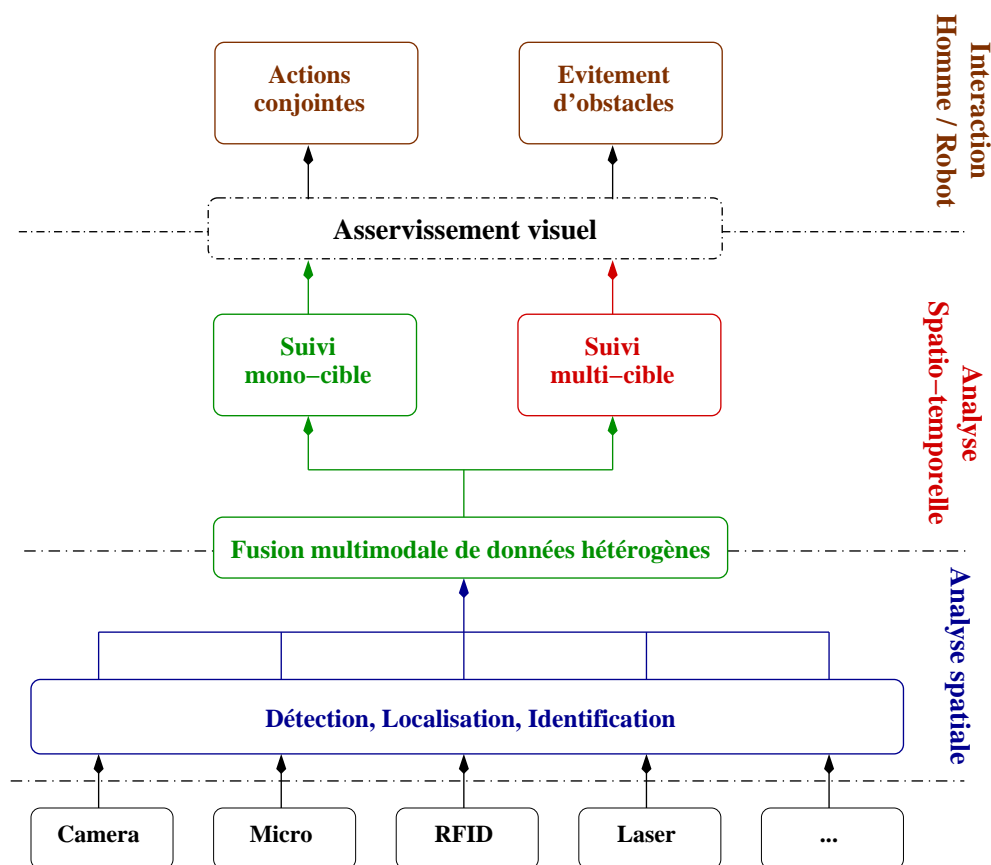 Actions
conjointes
Evitement
d'obstacles
Interaction
Homme / Robot
Asservissement visuel
Suivi
mono−cible
Suivi
multi−cible
Analyse
Spatio−temporelle
Fusion multimodale de données hétérogènes
Analyse spatiale
Détection, Localisation, Identification
Camera
Micro
RFID
Laser
...